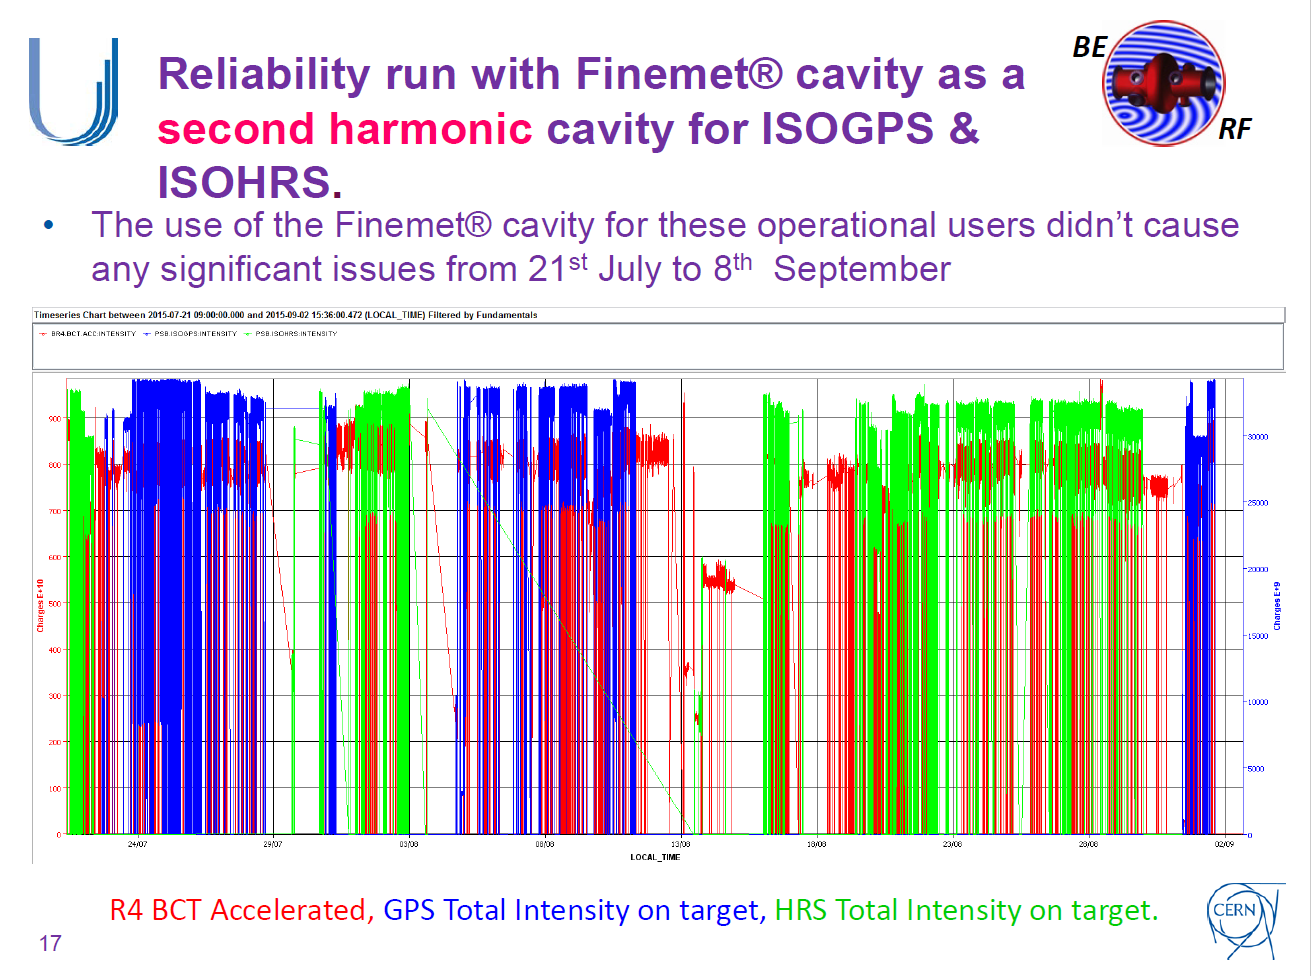 BE
RF
Reliability run with Finemet® cavity as a
second harmonic cavity for ISOGPS &
ISOHRS.
• The use of the Finemet® cavity for these operational users didn’t cause
any significant issues from 21st July to 8th September
Timeseries Chart between 2015-07-21 09:00:00.000 and 2015-09-02 15:36:00.472 (LOCAL_TIME) Filtered by Fundamentals
BR4.BCT.ACC:INTENSITY PSB.ISOGPS:INTENSITY PSB.ISOHRS:INTENSITY
900
800
700
600
500
400
300
200
100
0
Charges E+10
30000
25000
20000
15000
10000
5000
0
Charges E+9
24/07 29/07 03/08 08/08 13/08 18/08 23/08 28/08 02/09
LOCAL_TIME
R4 BCT Accelerated, GPS Total Intensity on target, HRS Total Intensity on target.
CERN
17